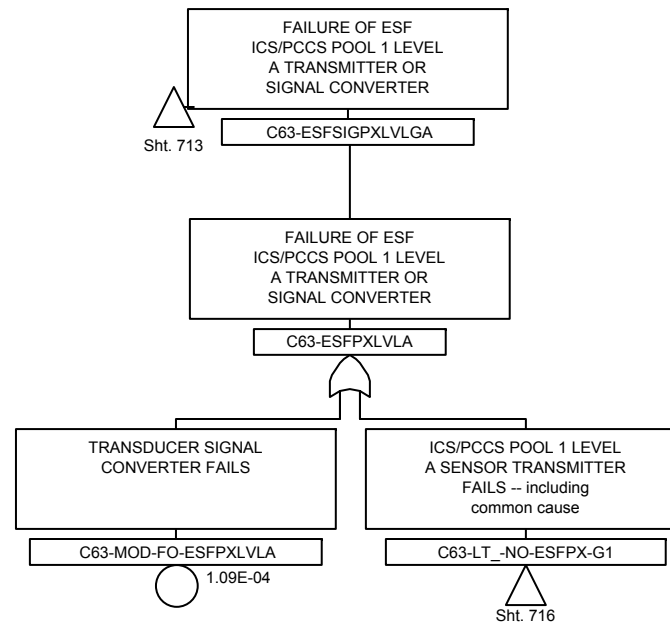 FAILURE OF ESF
ICS/PCCS POOL 1 LEVEL
A TRANSMITTER OR
SIGNAL CONVERTER
Sht. 713
C63-ESFSIGPXLVLGA
FAILURE OF ESF
ICS/PCCS POOL 1 LEVEL
A TRANSMITTER OR
SIGNAL CONVERTER
C63-ESFPXLVLA
TRANSDUCER SIGNAL
CONVERTER FAILS
C63-MOD-FO-ESFPXLVLA
1.09E-04
ICS/PCCS POOL 1 LEVEL
A SENSOR TRANSMITTER
FAILS -- including
common cause
C63-LT_-NO-ESFPX-G1
Sht. 716